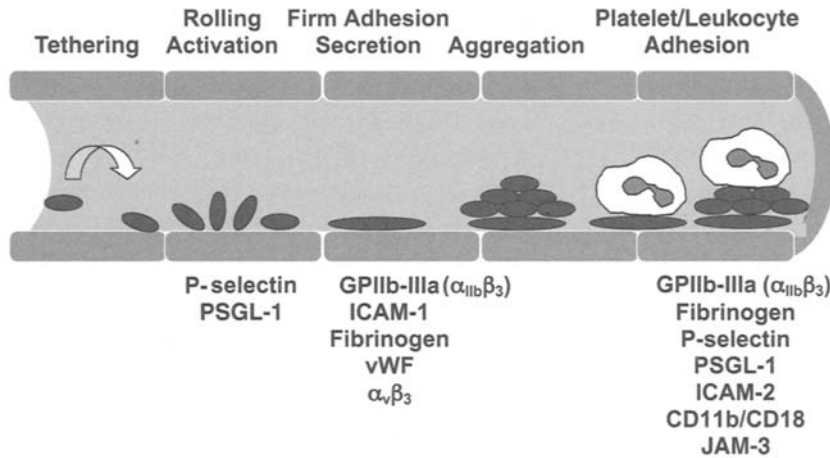 Tethering
Rolling
Activation
Firm Adhesion
Secretion
Aggregation
Platelet/Leukocyte
Adhesion
P-selectin
PSGL-1
GPIIb-IIIa (αIIbβ3)
ICAM-1
Fibrinogen
vWF
αvβ3
GPIIb-IIIa (αIIbβ3)
Fibrinogen
P-selectin
PSGL-1
ICAM-2
CD11b/CD18
JAM-3